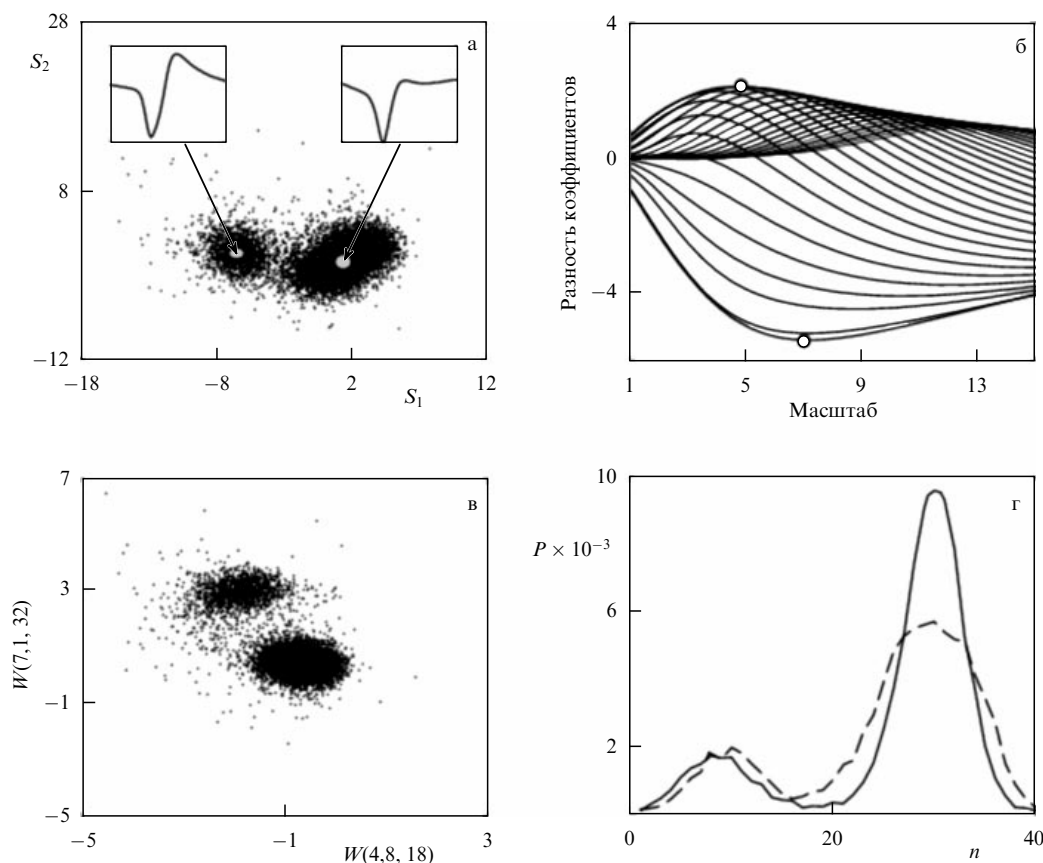 28
S₂
а
8
−12
−18
−8
2
12
S₁
4
б
0
−4
Разность коэффициентов
1
5
9
13
Масштаб
7
в
3
−1
−5
W(7,1, 32)
−5
−1
3
W(4,8, 18)
10
г
P × 10⁻³
6
2
0
20
40
n